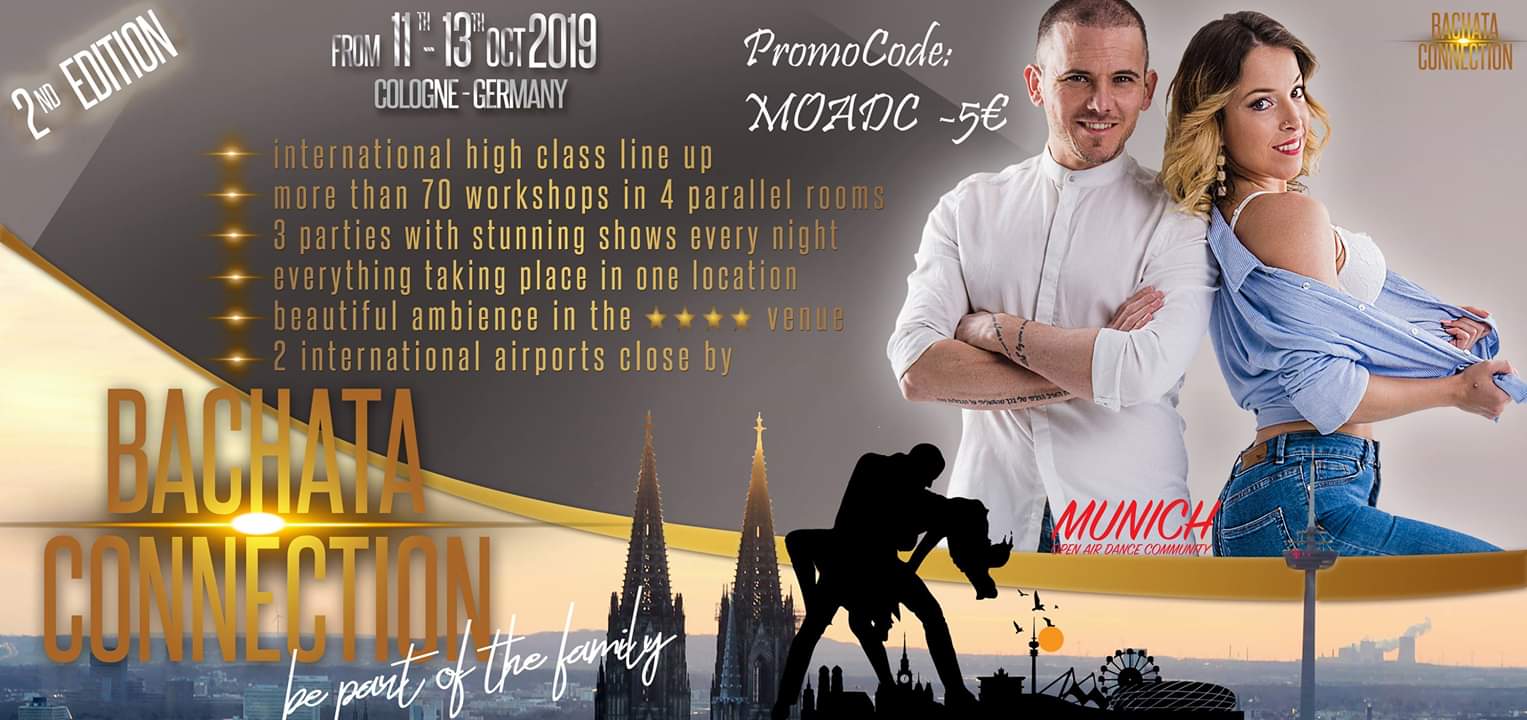 2ND EDITION
FROM 11TH - 13TH OCT 2019
COLOGNE - GERMANY
PromoCode:
MOADC -5€
BACHATA
CONNECTION
international high class line up
more than 70 workshops in 4 parallel rooms
3 parties with stunning shows every night
everything taking place in one location
beautiful ambience in the ★★★★ venue
2 international airports close by
BACHATA
CONNECTION
be part of the family
MUNICH
OPEN AIR DANCE COMMUNITY